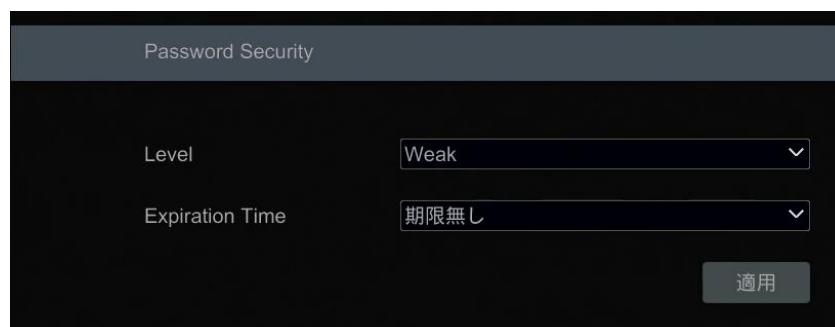 Password Security
Level Weak
Expiration Time 期限無し
適用